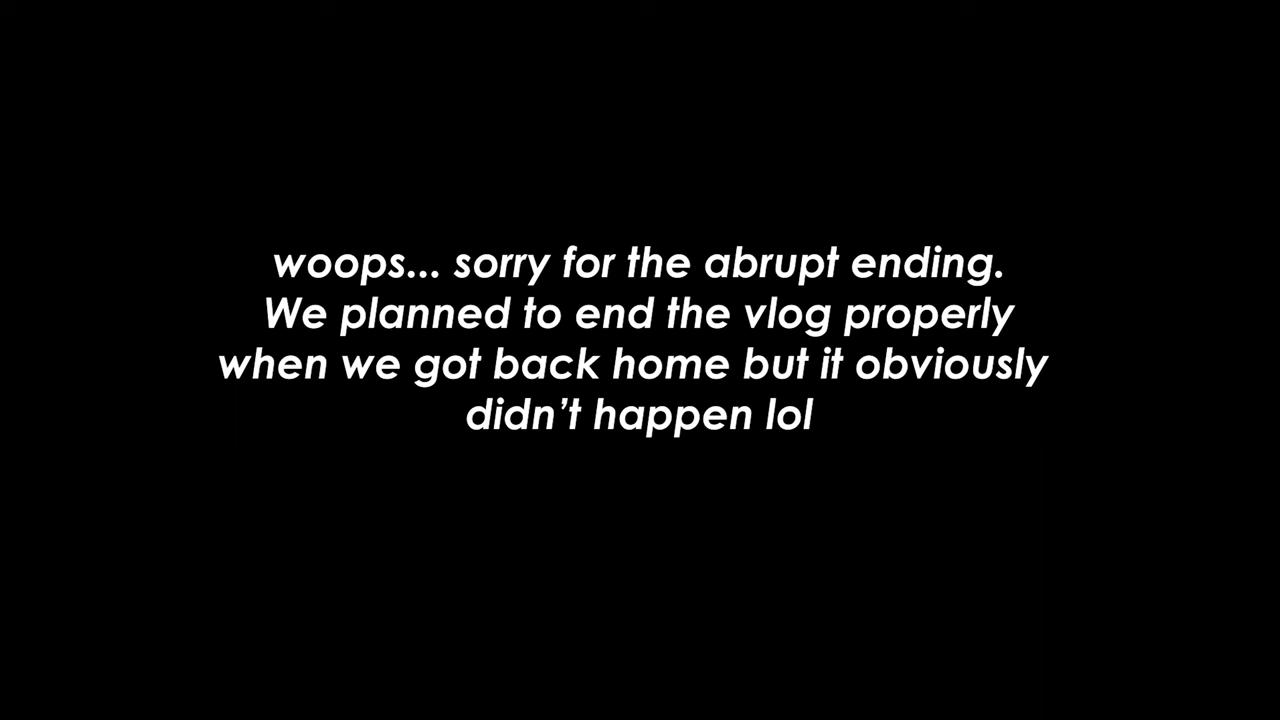 woops... sorry for the abrupt ending.
We planned to end the vlog properly
when we got back home but it obviously
didn't happen lol